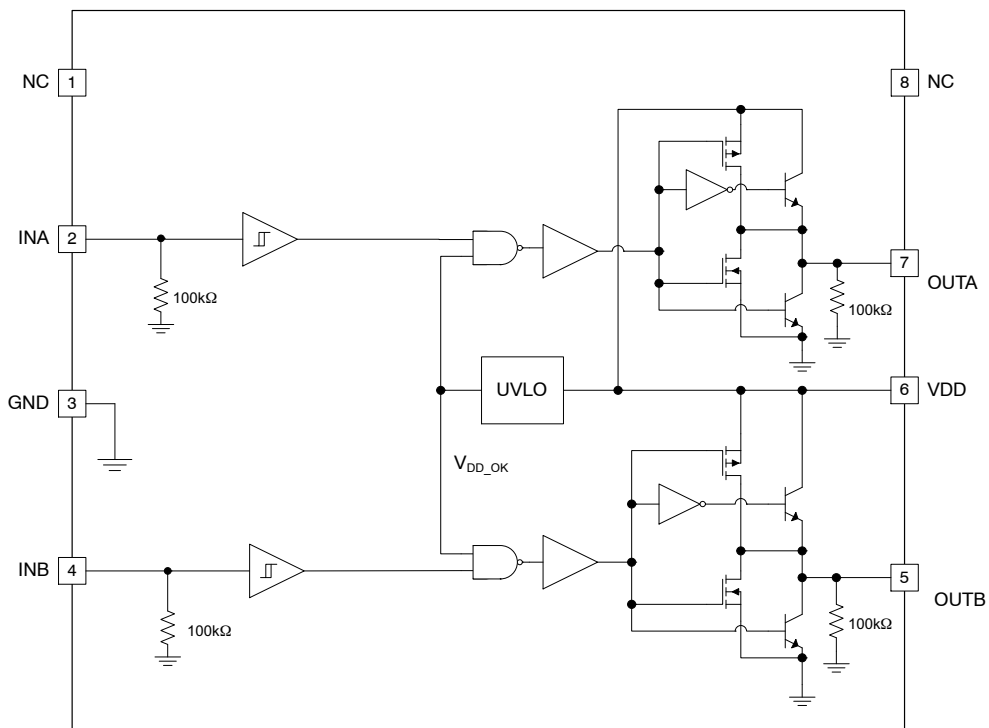 NC 1
8 NC
INA 2
7
OUTA
100kΩ
100kΩ
UVLO
6 VDD
GND 3
V_DD_OK
INB 4
5
OUTB
100kΩ
100kΩ